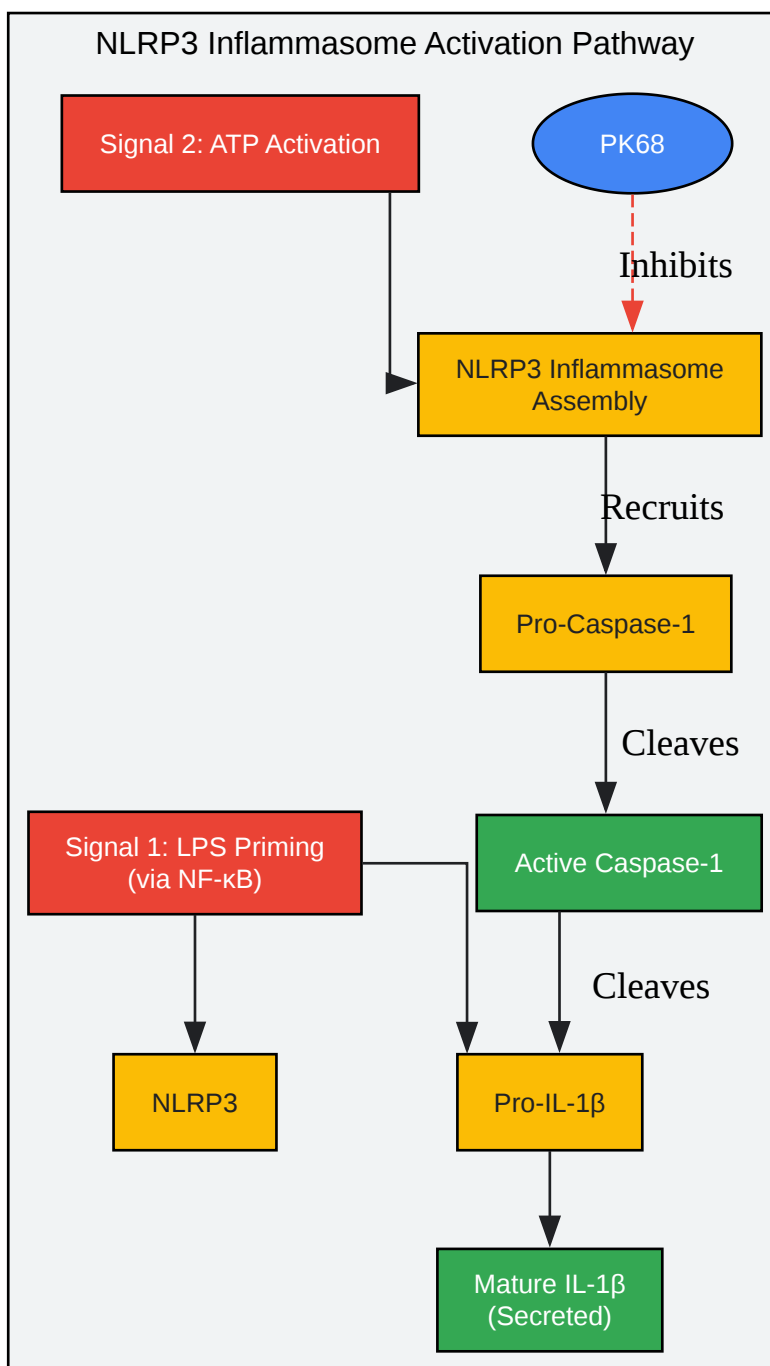 NLRP3 Inflammasome Activation Pathway
Signal 2: ATP Activation
PK68
Inhibits
NLRP3 Inflammasome
Assembly
Recruits
Pro-Caspase-1
Cleaves
Signal 1: LPS Priming
(via NF-κB)
Active Caspase-1
Cleaves
NLRP3
Pro-IL-1β
Mature IL-1β
(Secreted)